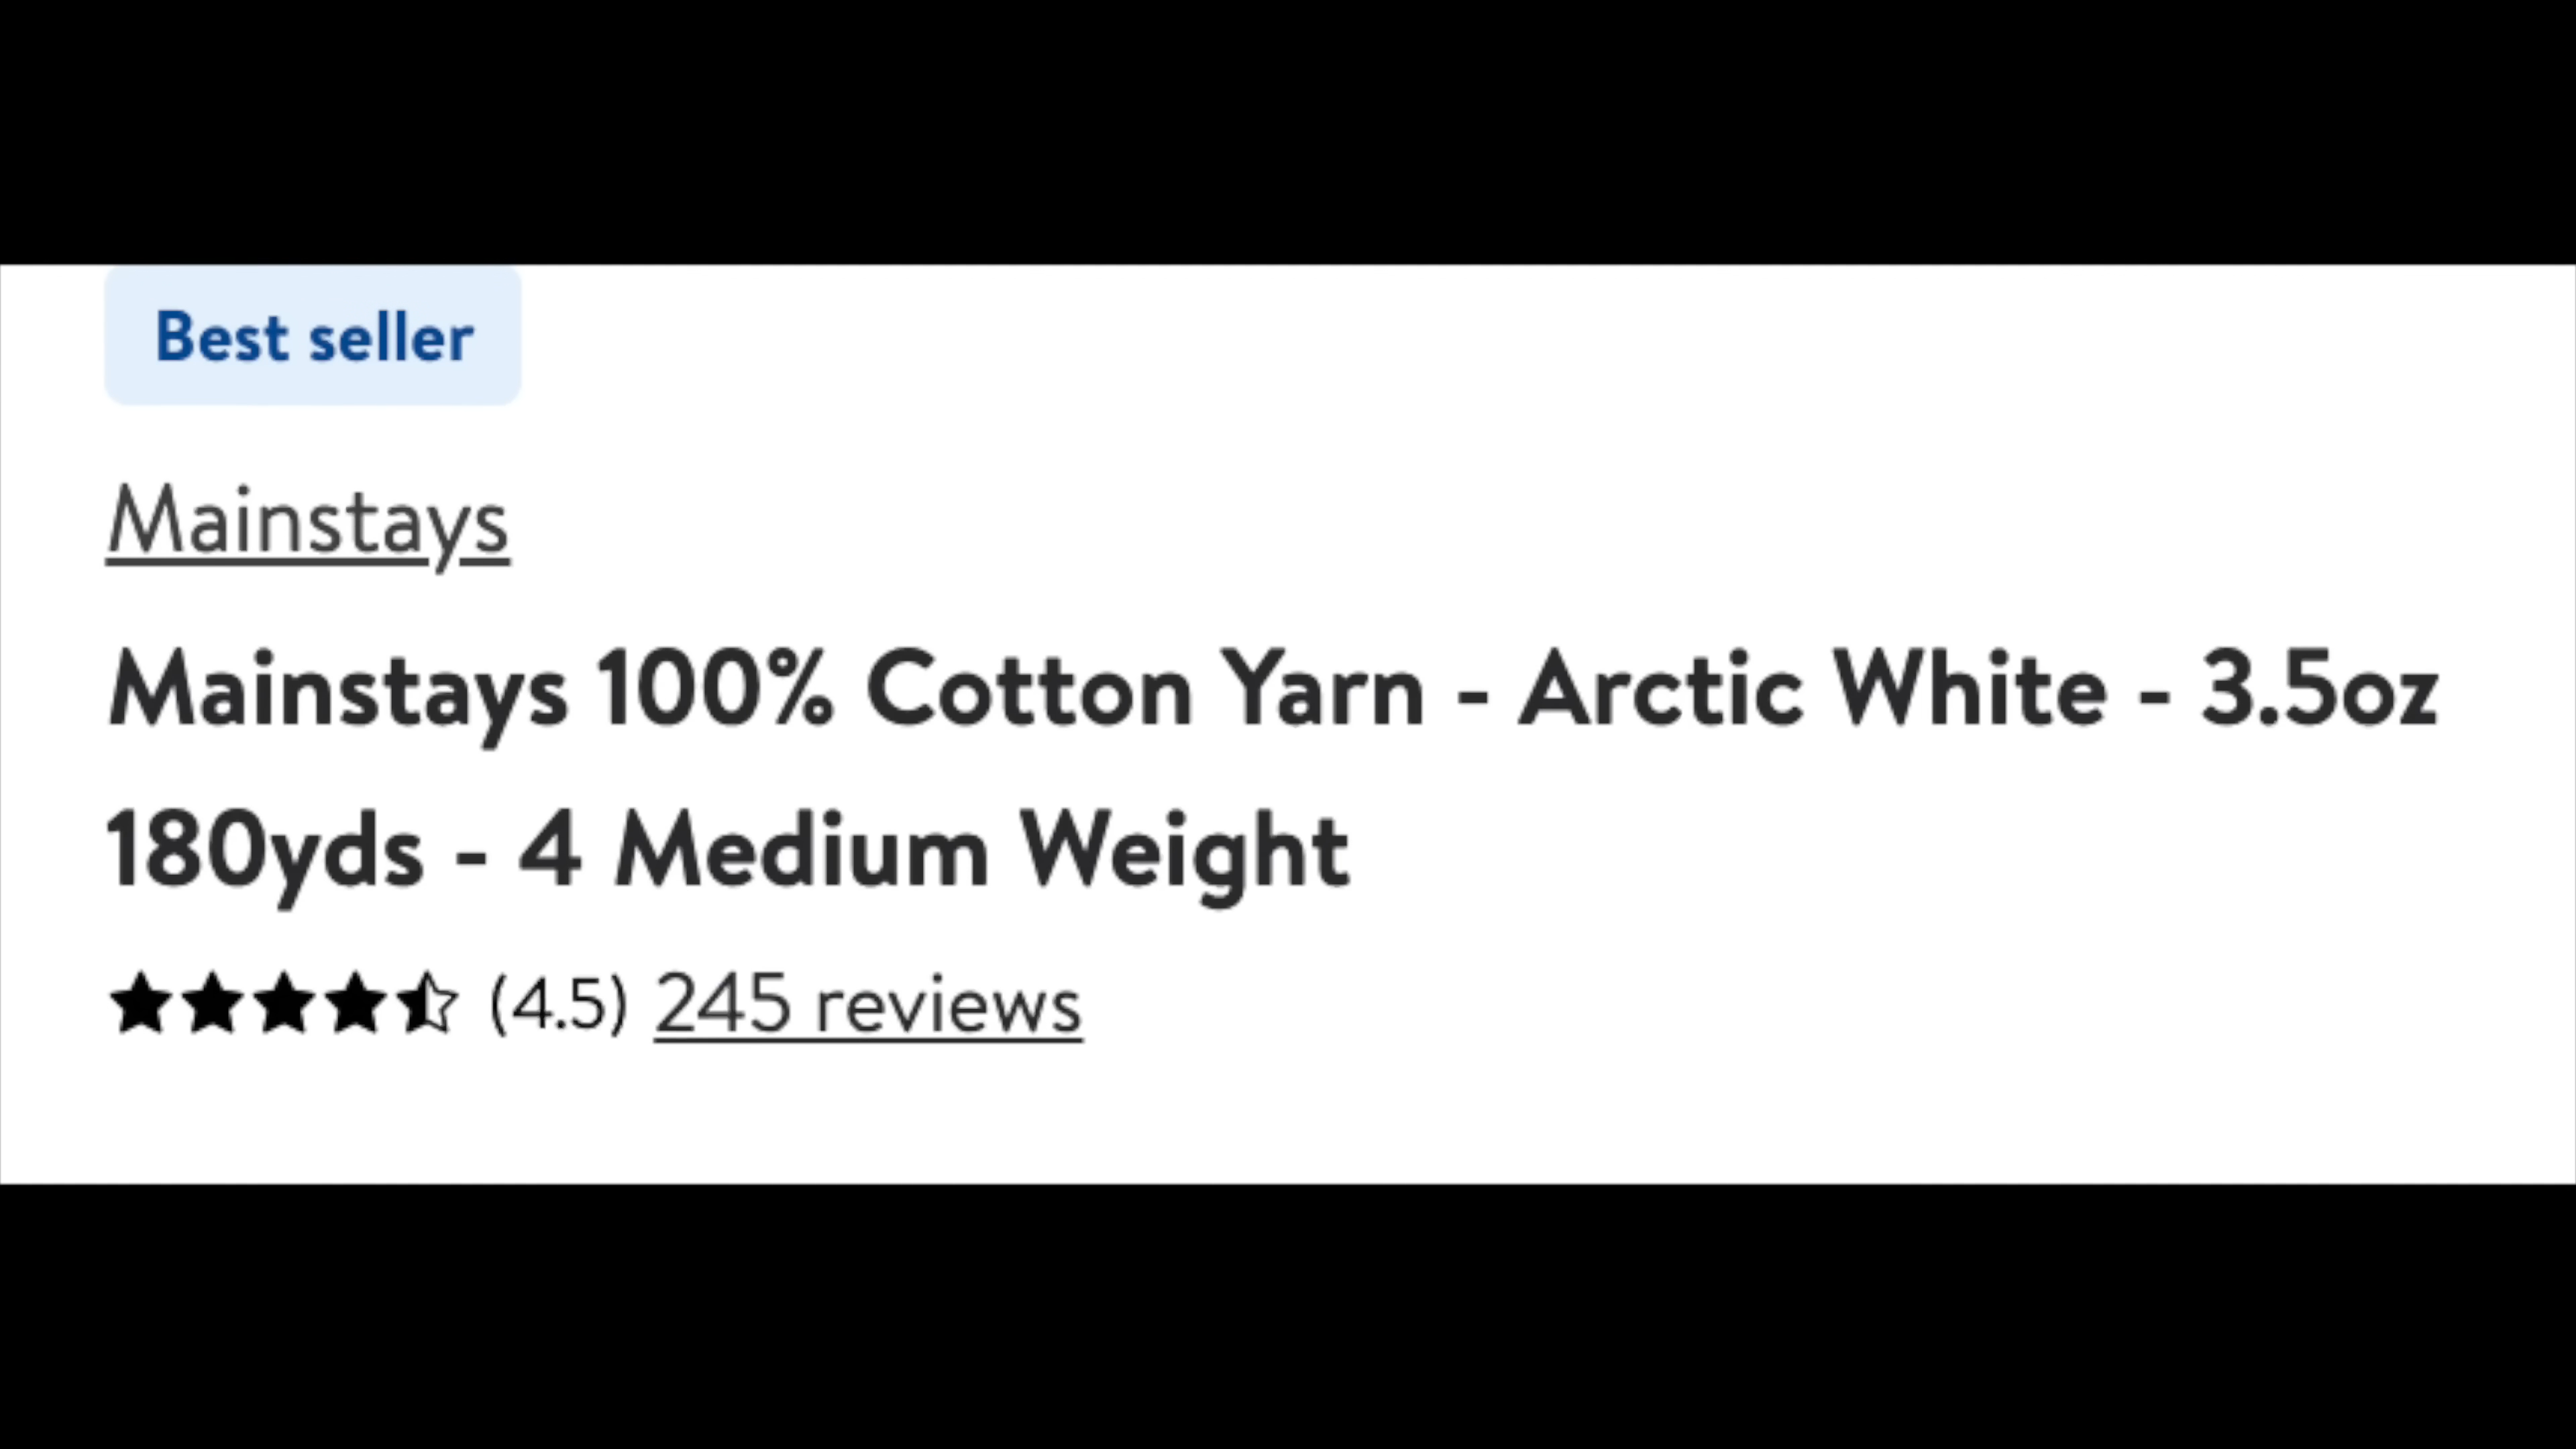 Best seller
Mainstays
Mainstays 100% Cotton Yarn - Arctic White - 3.5oz
180yds - 4 Medium Weight
(4.5) 245 reviews